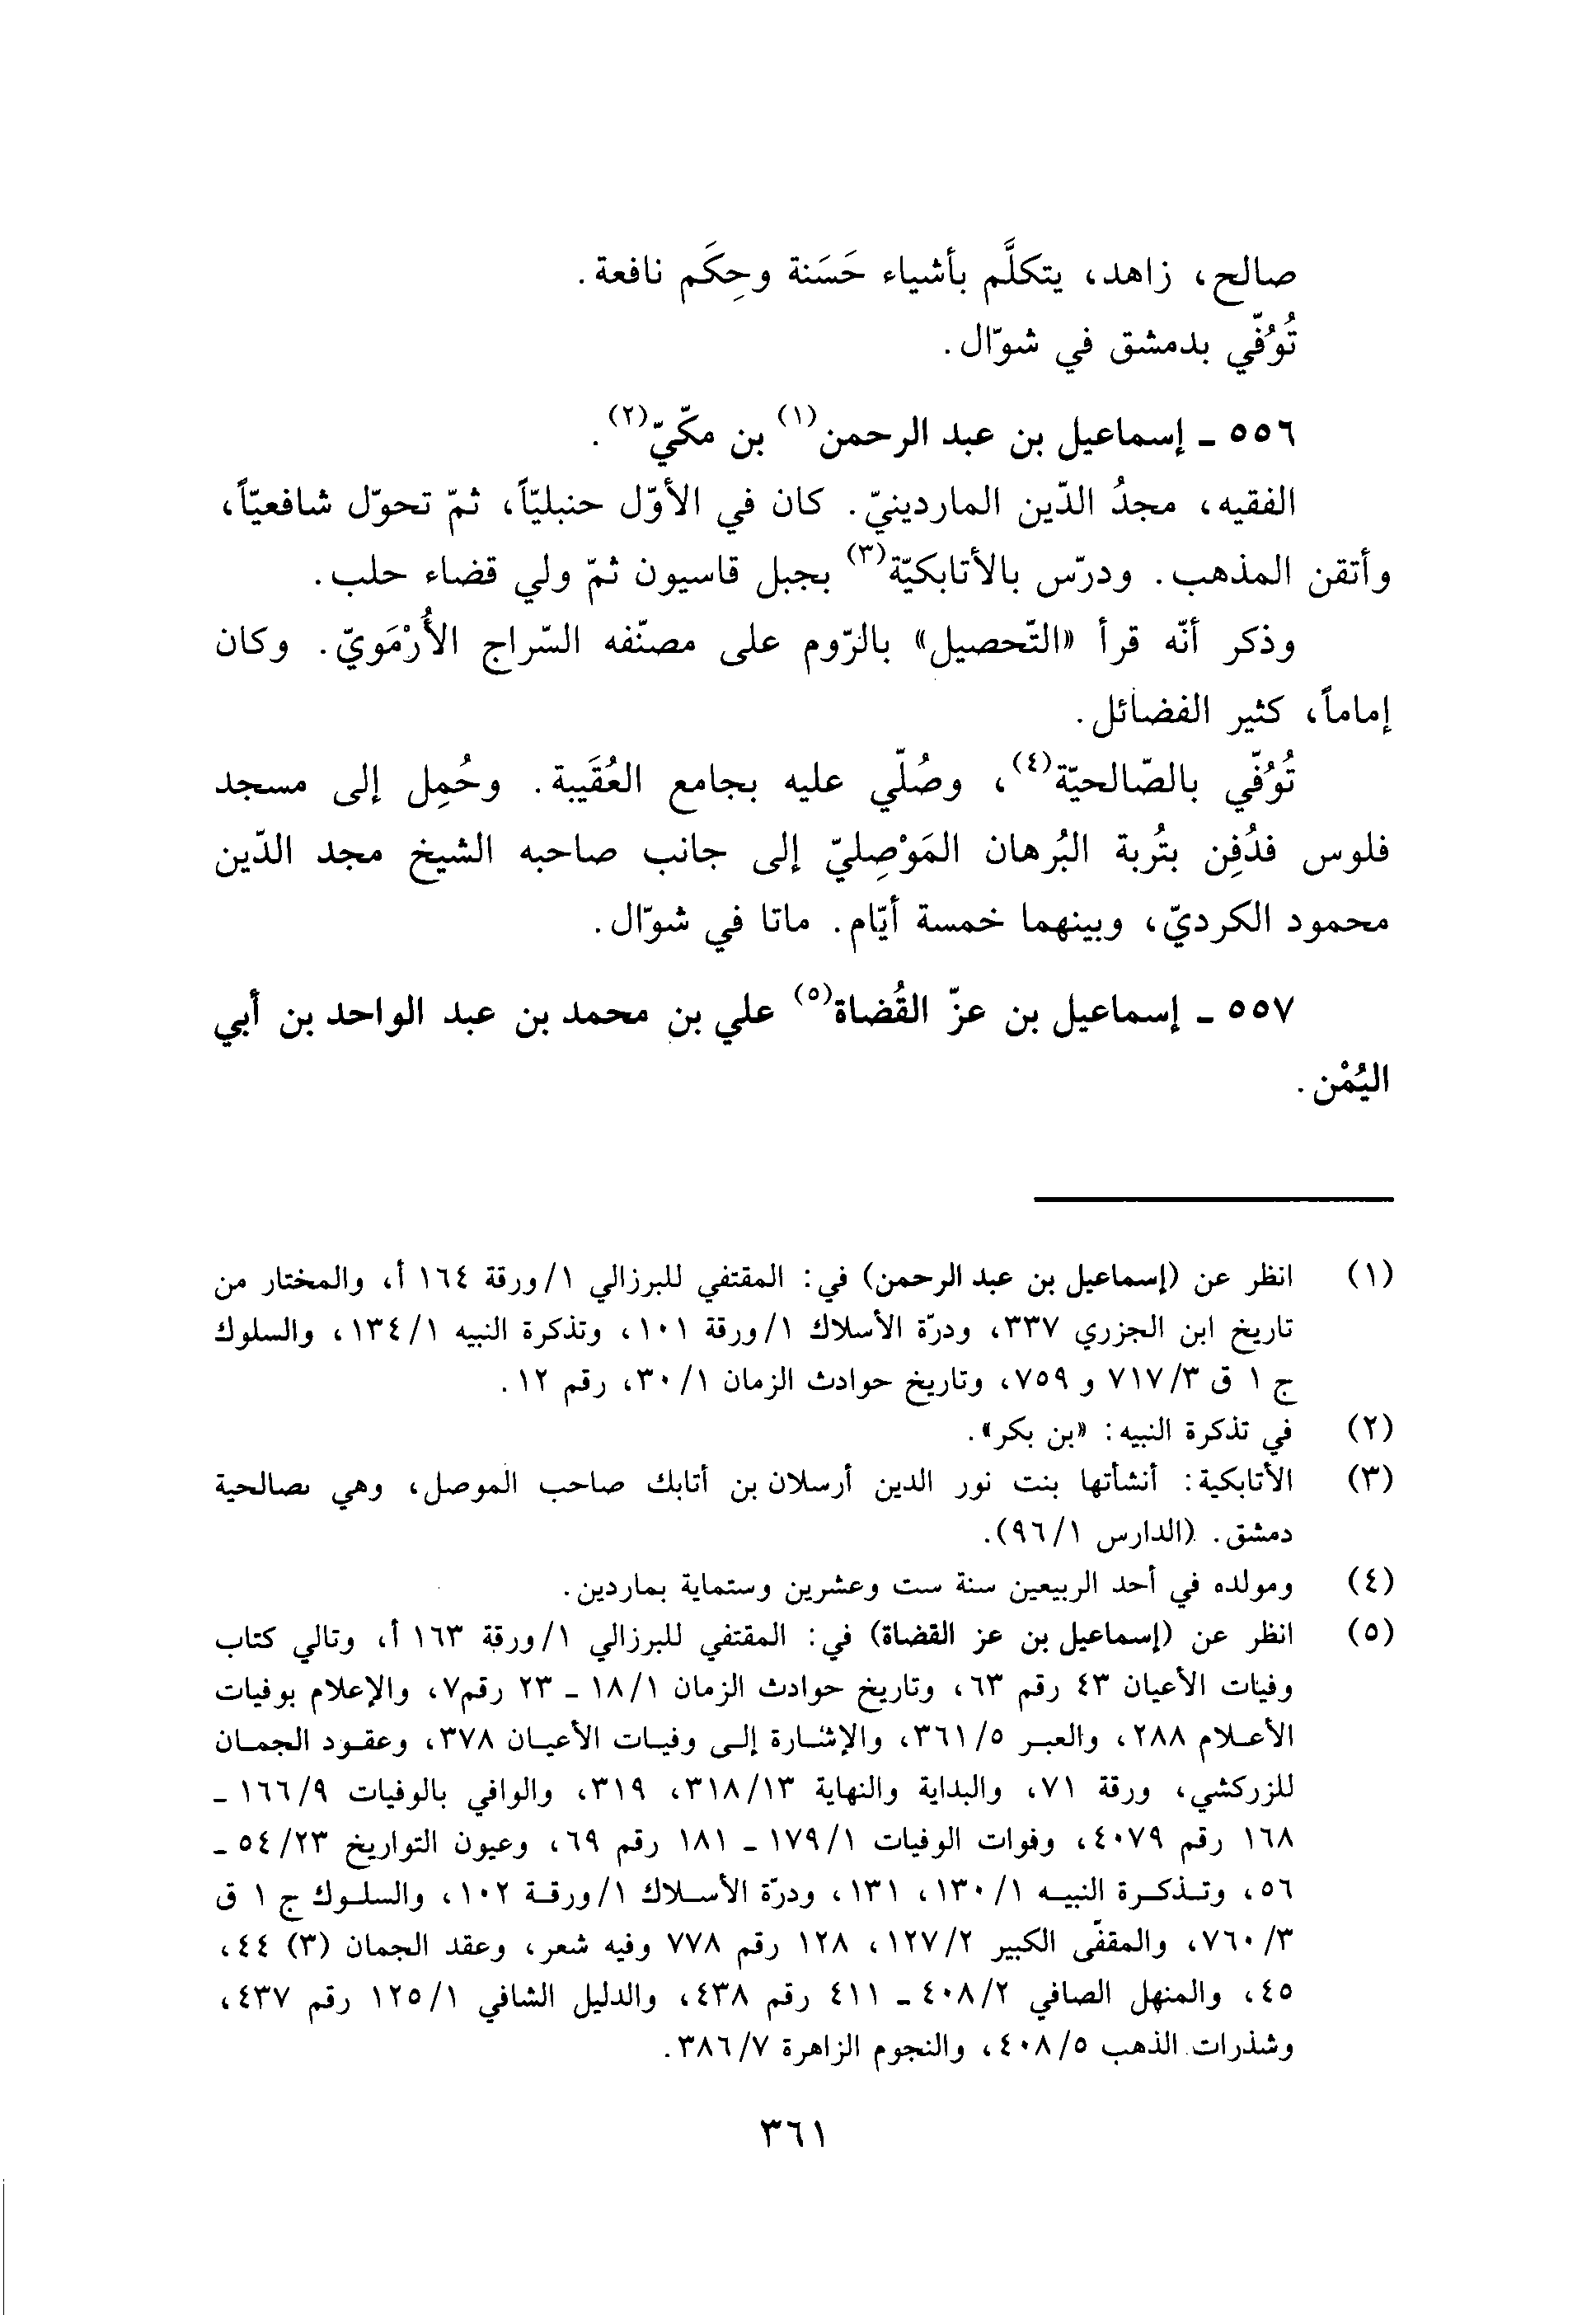 صالح، زاهد، يتكلَّم بأشياء حَسَنة وحِكَم نافعة.
تُوُفّي بدمشق في شوّال.
٥٥٦ ـ إسماعيل بن عبد الرحمن(١) بن مكّيّ(٢).
الفقيه، مجدُ الدّين الماردينيّ. كان في الأوّل حنبليّاً، ثمّ تحوّل شافعيّاً،
وأتقن المذهب. ودرّس بالأتابكيّة(٣) بجبل قاسيون ثمّ ولي قضاء حلب.
وذكر أنّه قرأ «التّحصيل» بالرّوم على مصنّفه السّراج الأُرْمَويّ. وكان
إماماً، كثير الفضائل.
تُوُفّي بالصّالحيّة(٤)، وصُلّي عليه بجامع العُقَيبة. وحُمِل إلى مسجد
فلوس فدُفِن بتُربة البُرهان المَوْصِليّ إلى جانب صاحبه الشيخ مجد الدّين
محمود الكرديّ، وبينهما خمسة أيّام. ماتا في شوّال.
٥٥٧ ـ إسماعيل بن عزّ القُضاة(٥) علي بن محمد بن عبد الواحد بن أبي
اليُمْن.
(١) انظر عن (إسماعيل بن عبد الرحمن) في: المقتفي للبرزالي ١/ورقة ١٦٤ أ، والمختار من
تاريخ ابن الجزري ٣٣٧، ودرّة الأسلاك ١/ورقة ١٠١، وتذكرة النبيه ١/١٣٤، والسلوك
ج ١ ق ٣/٧١٧ و ٧٥٩، وتاريخ حوادث الزمان ١/٣٠، رقم ١٢.
(٢) في تذكرة النبيه: «بن بكر».
(٣) الأتابكية: أنشأتها بنت نور الدين أرسلان بن أتابك صاحب الموصل، وهي بصالحية
دمشق. (الدارس ١/٩٦).
(٤) ومولده في أحد الربيعين سنة ست وعشرين وستماية بماردين.
(٥) انظر عن (إسماعيل بن عز القضاة) في: المقتفي للبرزالي ١/ورقة ١٦٣ أ، وتالي كتاب
وفيات الأعيان ٤٣ رقم ٦٣، وتاريخ حوادث الزمان ١/١٨ ـ ٢٣ رقم٧، والإعلام بوفيات
الأعلام ٢٨٨، والعبر ٥/٣٦١، والإشارة إلى وفيات الأعيان ٣٧٨، وعقود الجمان
للزركشي، ورقة ٧١، والبداية والنهاية ١٣/٣١٨، ٣١٩، والوافي بالوفيات ٩/١٦٦ ـ
١٦٨ رقم ٤٠٧٩، وفوات الوفيات ١/١٧٩ ـ ١٨١ رقم ٦٩، وعيون التواريخ ٢٣/٥٤ ـ
٥٦، وتذكرة النبيه ١/١٣٠، ١٣١، ودرّة الأسلاك ١/ورقة ١٠٢، والسلوك ج ١ ق
٣/٧٦٠، والمقفّى الكبير ٢/١٢٧، ١٢٨ رقم ٧٧٨ وفيه شعر، وعقد الجمان (٣) ٤٤،
٤٥، والمنهل الصافي ٢/٤٠٨ ـ ٤١١ رقم ٤٣٨، والدليل الشافي ١/١٢٥ رقم ٤٣٧،
وشذرات الذهب ٥/٤٠٨، والنجوم الزاهرة ٧/٣٨٦.
٣٦١